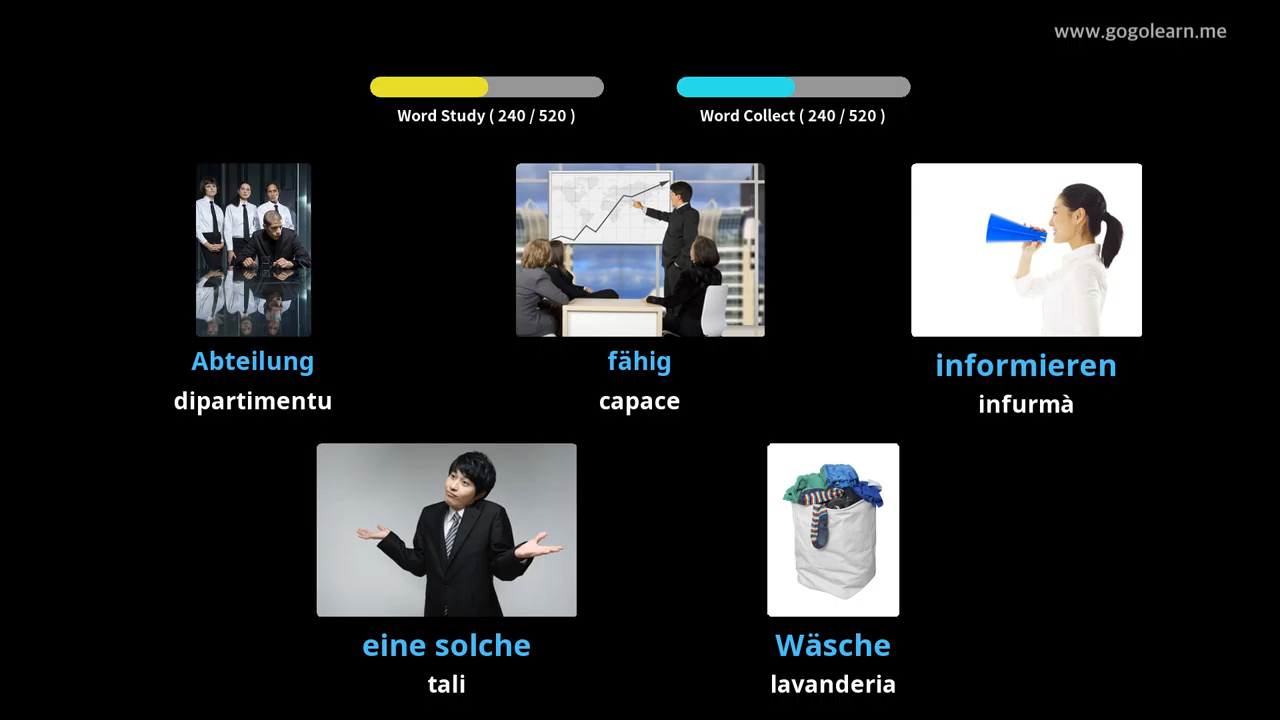 www.gogolearn.me
Word Study ( 240 / 520 )
Word Collect ( 240 / 520 )
Abteilung
dipartimentu
fähig
capace
informieren
infurmà
eine solche
tali
Wäsche
lavanderia